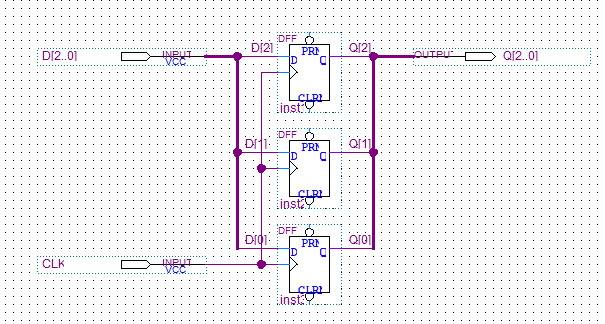 DFF
D[2..0] INPUT VCC D[2] PRN Q[2] OUTPUT Q[2..0]
D Q
CLRN
inst
DFF
D[1] PRN Q[1]
D Q
CLRN
inst2
DFF
D[0] PRN Q[0]
D Q
CLK INPUT VCC
CLRN
inst